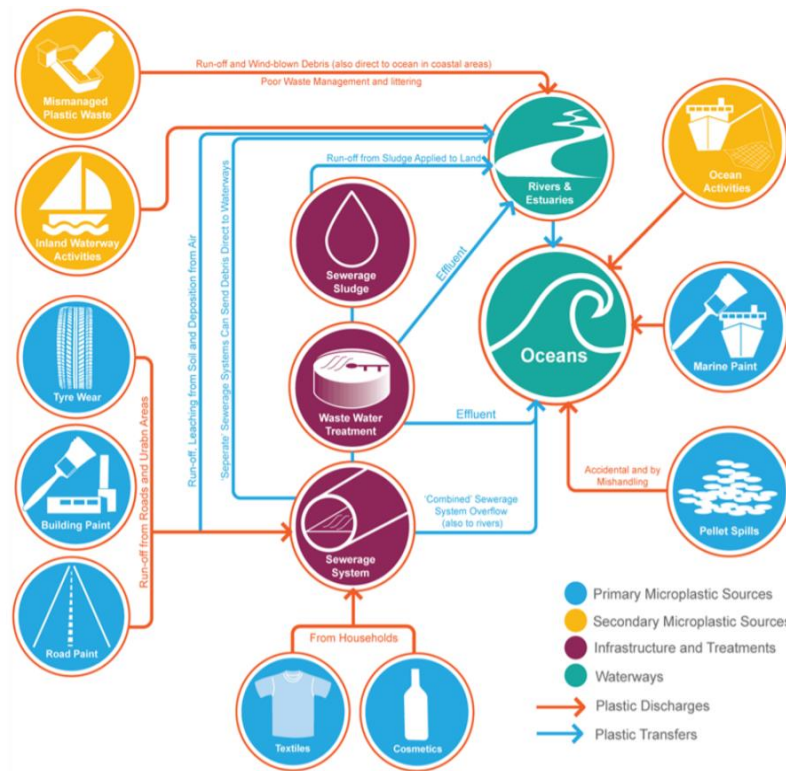 Run-off and Wind-blown Debris (also direct to ocean in coastal areas)
Poor Waste Management and littering
Mismanaged
Plastic Waste
Inland Waterway
Activities
Run-off from Sludge Applied to Land
Rivers &
Estuaries
Ocean
Activities
Sewerage
Sludge
Effluent
Oceans
Run-off, Leaching from Soil and Deposition from Air
'Seperate' Sewerage Systems Can Send Debris Direct to Waterways
Tyre Wear
Marine Paint
Waste Water
Treatment
Effluent
Building Paint
Run-off from Roads and Urabn Areas
Accidental and by
Mishandling
Pellet Spills
'Combined' Sewerage
System Overflow
(also to rivers)
Sewerage
System
Road Paint
From Households
Textiles
Cosmetics
Primary Microplastic Sources
Secondary Microplastic Sources
Infrastructure and Treatments
Waterways
Plastic Discharges
Plastic Transfers